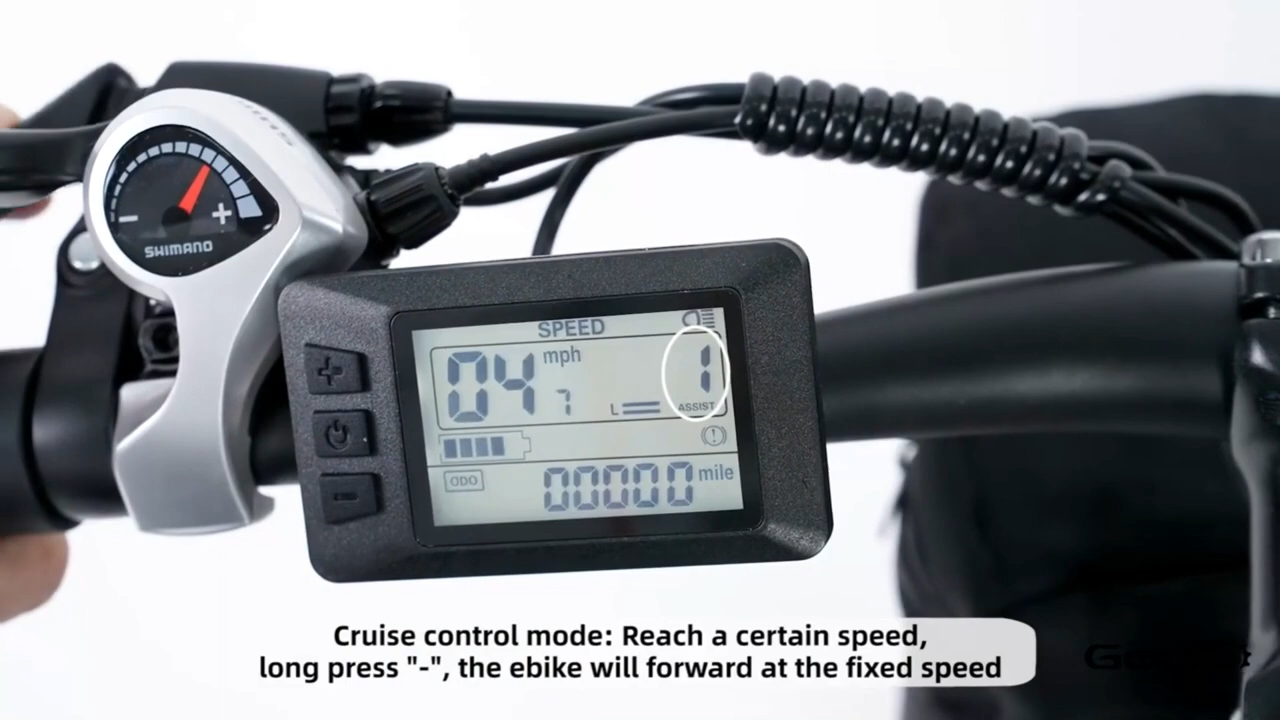 SHIMANO
SPEED
04 7 mph
1
L
ASSIST
ODO
00000 mile
Cruise control mode: Reach a certain speed,
long press "-", the ebike will forward at the fixed speed